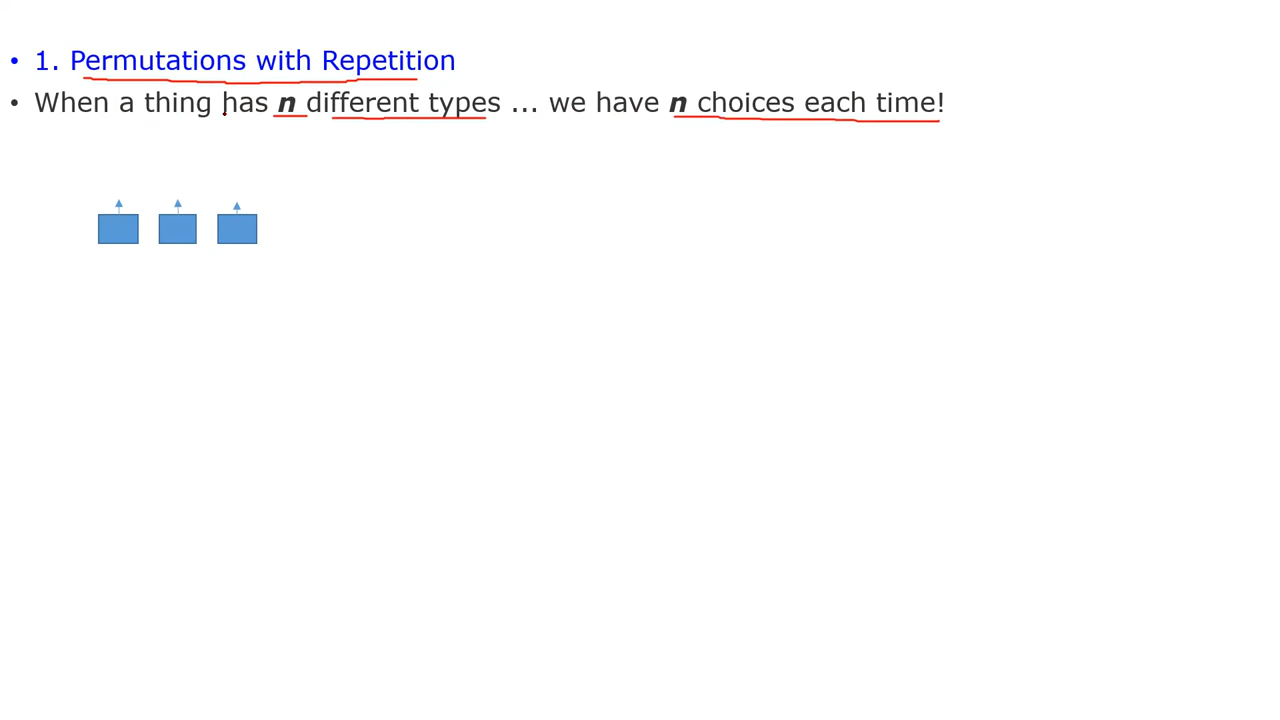 • 1. Permutations with Repetition
• When a thing has n different types ... we have n choices each time!